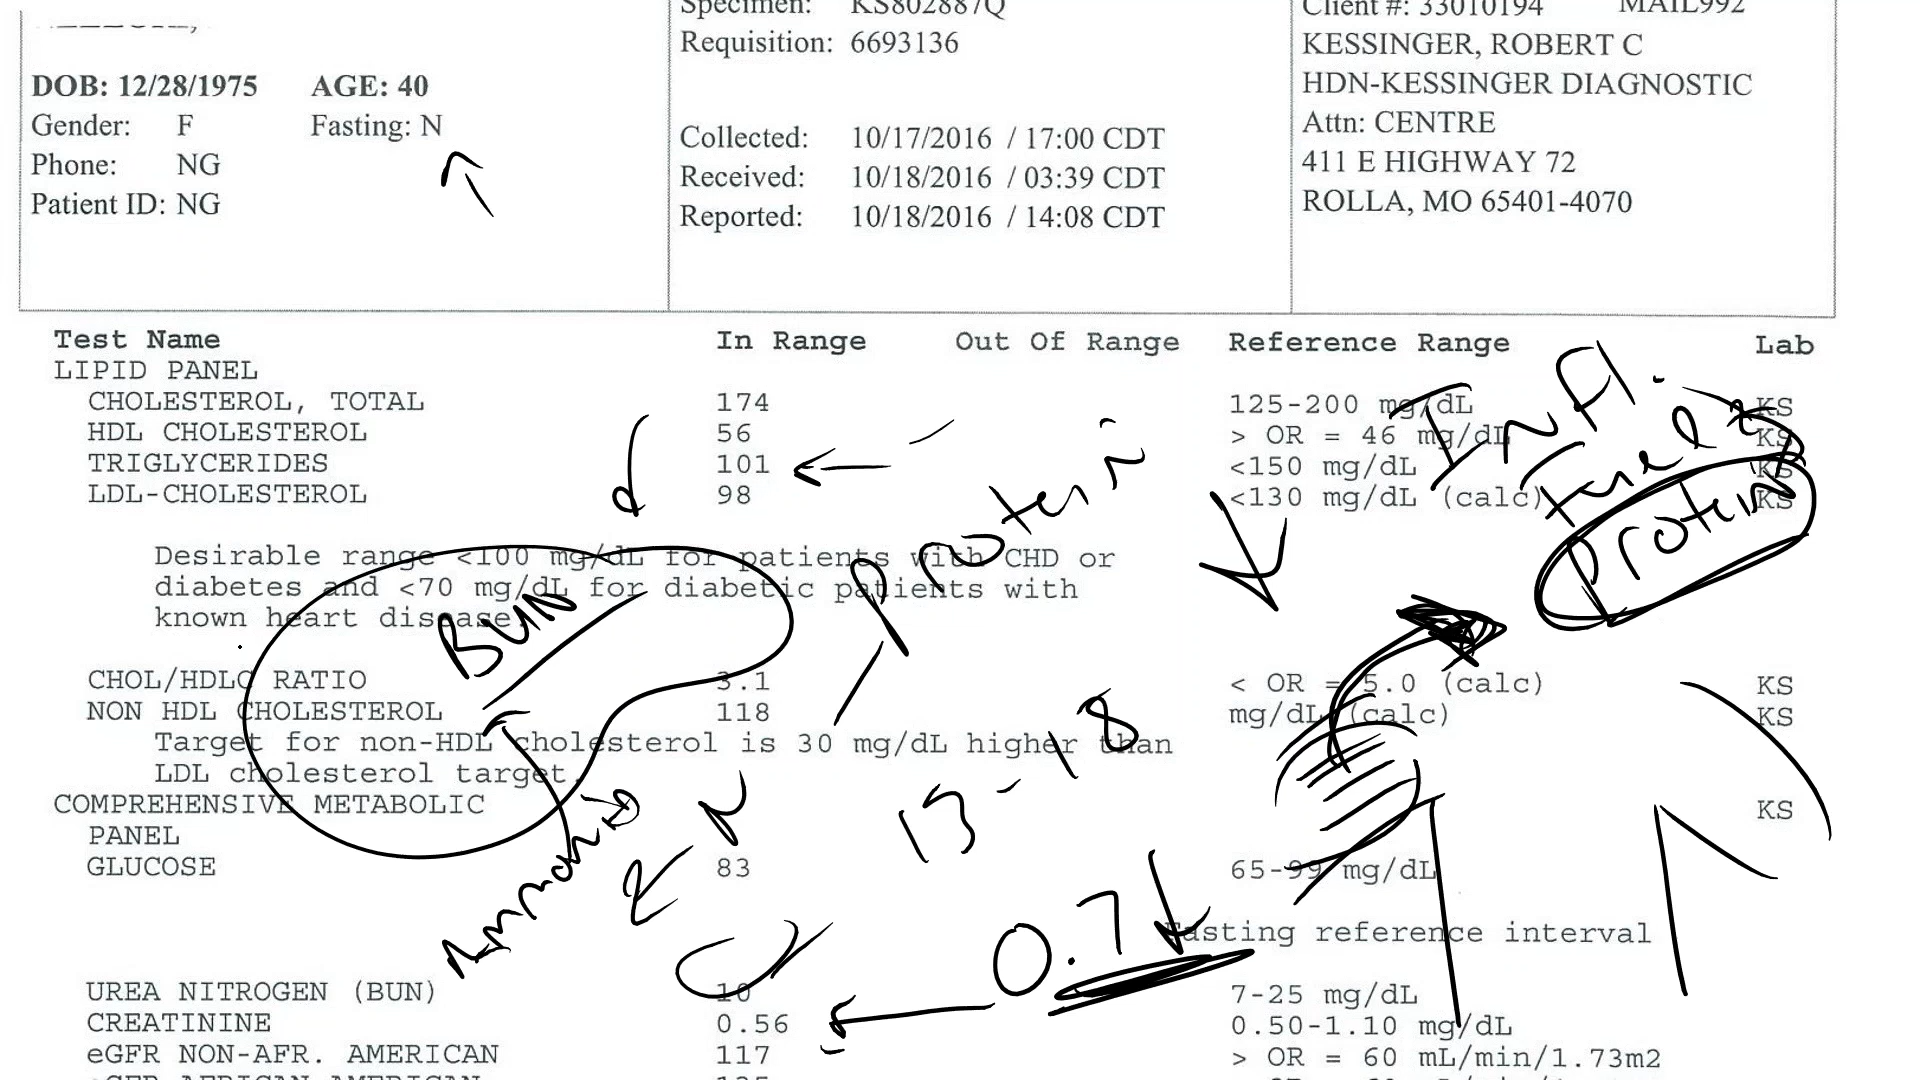 Specimen: KS802887Q
Client #: 33010194 MAIL992
Requisition: 6693136
KESSINGER, ROBERT C
HDN-KESSINGER DIAGNOSTIC
DOB: 12/28/1975 AGE: 40
Gender: F Fasting: N
Collected: 10/17/2016 / 17:00 CDT
Attn: CENTRE
Phone: NG
Received: 10/18/2016 / 03:39 CDT
411 E HIGHWAY 72
Patient ID: NG
Reported: 10/18/2016 / 14:08 CDT
ROLLA, MO 65401-4070
Test Name In Range Out Of Range Reference Range Lab
LIPID PANEL
CHOLESTEROL, TOTAL 174 125-200 mg/dL KS
HDL CHOLESTEROL 56 > OR = 46 mg/dL KS
TRIGLYCERIDES 101 <150 mg/dL KS
LDL-CHOLESTEROL 98 <130 mg/dL (calc) KS
Infl.
fuel
Protein
protein
Desirable range <100 mg/dL for patients with CHD or
diabetes and <70 mg/dL for diabetic patients with
known heart disease.
BUN
CHOL/HDLC RATIO 3.1 < OR = 5.0 (calc) KS
NON HDL CHOLESTEROL 118 mg/dL (calc) KS
Target for non-HDL cholesterol is 30 mg/dL higher than
LDL cholesterol target.
13-18
COMPREHENSIVE METABOLIC KS
PANEL
GLUCOSE 83 65-99 mg/dL
0.7
Fasting reference interval
UREA NITROGEN (BUN) 10 7-25 mg/dL
CREATININE 0.56 0.50-1.10 mg/dL
eGFR NON-AFR. AMERICAN 117 > OR = 60 mL/min/1.73m2